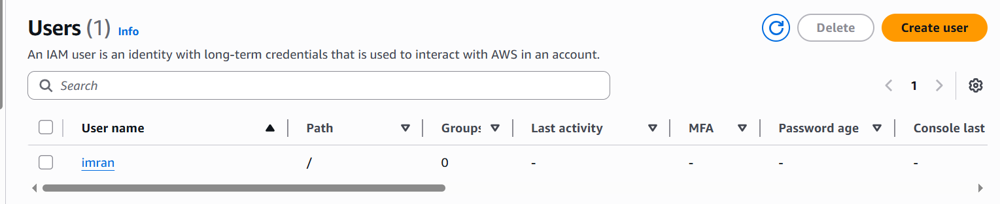 Users (1) Info
Delete
Create user
An IAM user is an identity with long-term credentials that is used to interact with AWS in an account.
Search
1
User name Path Groups Last activity MFA Password age Console last
imran / 0 - - - -